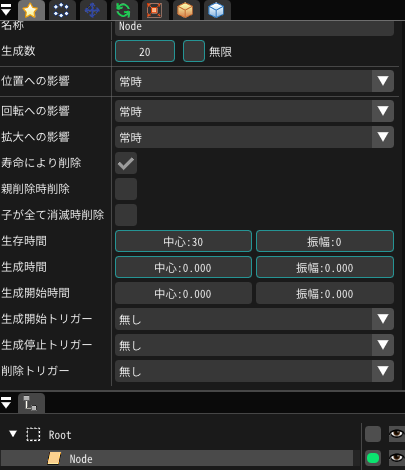 名称 Node
生成数 20 無限
位置への影響 常時
回転への影響 常時
拡大への影響 常時
寿命により削除
親削除時削除
子が全て消滅時削除
生存時間 中心:30 振幅:0
生成時間 中心:0.000 振幅:0.000
生成開始時間 中心:0.000 振幅:0.000
生成開始トリガー 無し
生成停止トリガー 無し
削除トリガー 無し
Root
Node